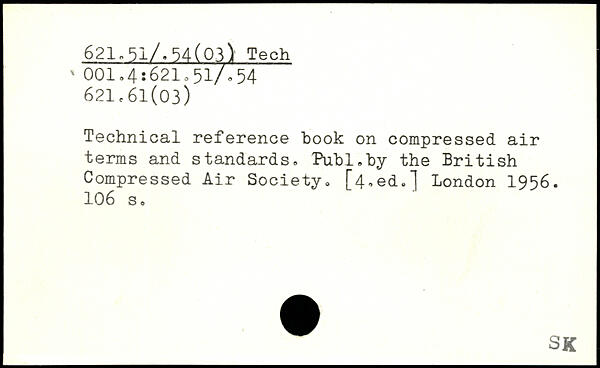 621.51/.54(03) Tech
001.4:621.51/.54
621.61(03)
Technical reference book on compressed air
terms and standards. Publ.by the British
Compressed Air Society. [4.ed.] London 1956.
106 s.
SK